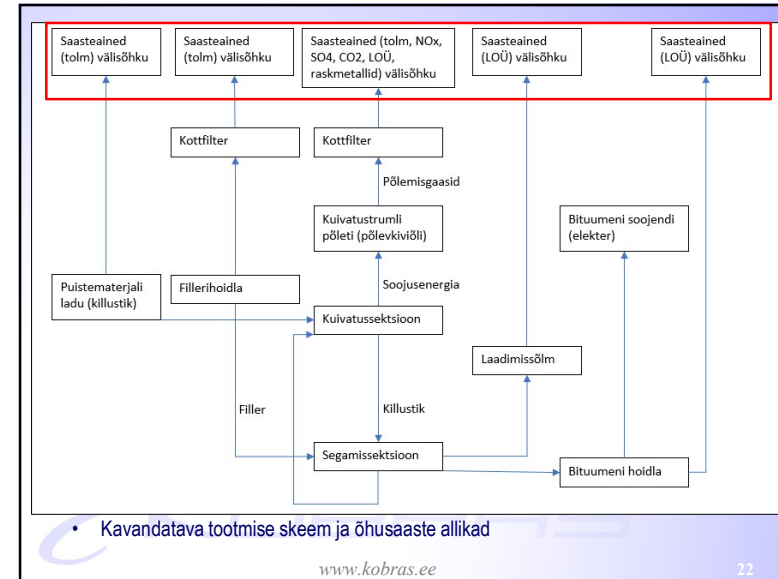 Saasteained
(tolm) välisõhku
Saasteained
(tolm) välisõhku
Saasteained (tolm, NOx,
SO4, CO2, LOÜ,
raskmetallid) välisõhku
Saasteained
(LOÜ) välisõhku
Saasteained
(LOÜ) välisõhku
Kottfilter
Kottfilter
Põlemisgaasid
Kuivatustrumli
põleti (põlevkiviõli)
Bituumeni soojendi
(elekter)
Puistematerjali
ladu (killustik)
Fillerihoidla
Soojusenergia
Kuivatussektsioon
Laadimissõlm
Filler
Killustik
Segamissektsioon
Bituumeni hoidla
• Kavandatava tootmise skeem ja õhusaaste allikad
www.kobras.ee
22